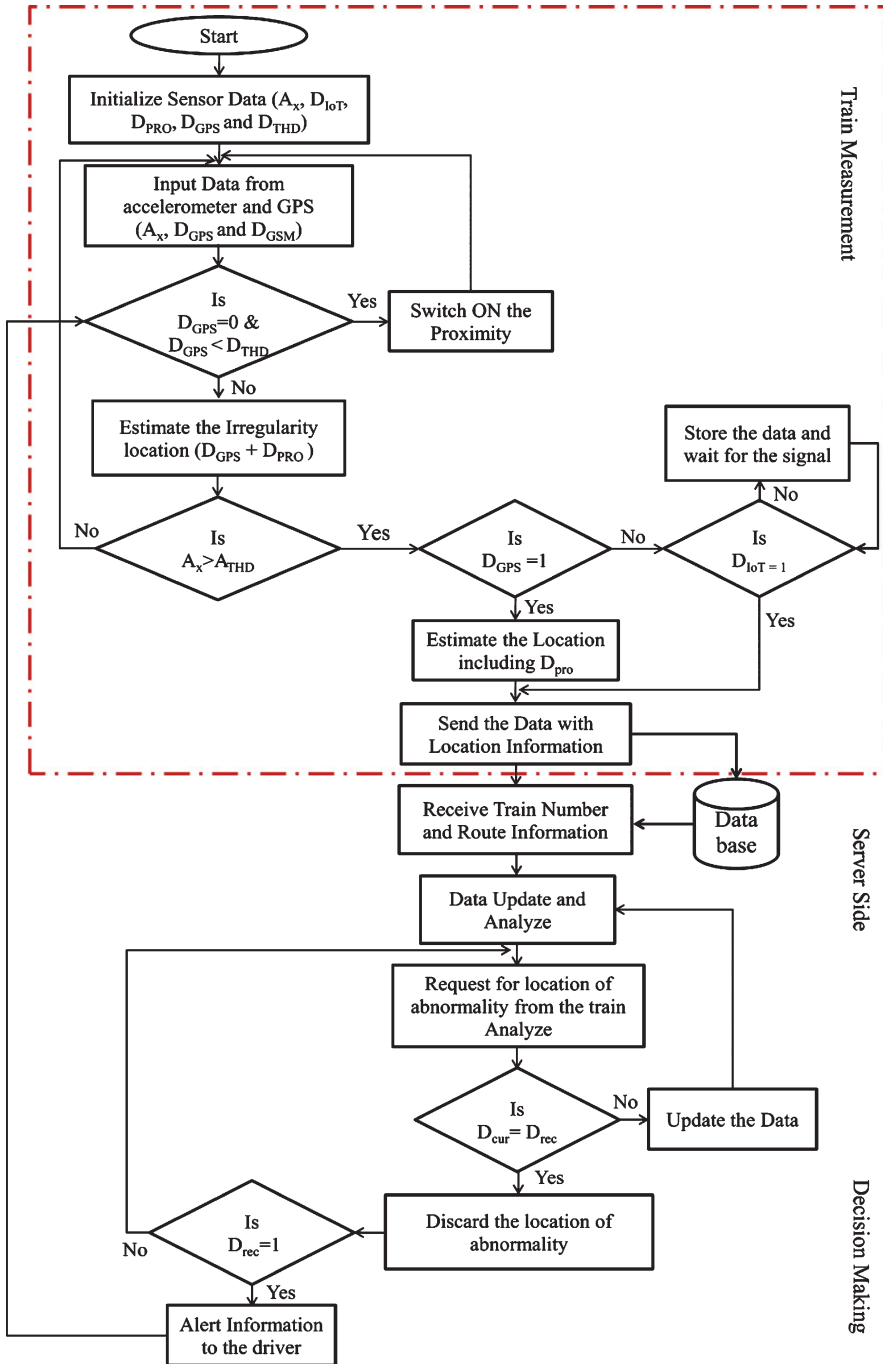 Start
Initialize Sensor Data (Ax, DIoT,
DPRO, DGPS and DTHD)
Input Data from
accelerometer and GPS
(Ax, DGPS and DGSM)
Is
DGPS=0 &
DGPS < DTHD
Yes
Switch ON the
Proximity
No
Estimate the Irregularity
location (DGPS + DPRO )
Is
Ax>ATHD
No
Yes
Is
DGPS =1
No
Is
DIoT = 1
No
Store the data and
wait for the signal
Yes
Yes
Estimate the Location
including Dpro
Send the Data with
Location Information
Train Measurement
Receive Train Number
and Route Information
Data
base
Data Update and
Analyze
Server Side
Request for location of
abnormality from the train
Analyze
Is
Dcur= Drec
No
Update the Data
Yes
Discard the location of
abnormality
Is
Drec=1
No
Yes
Alert Information
to the driver
Decision Making